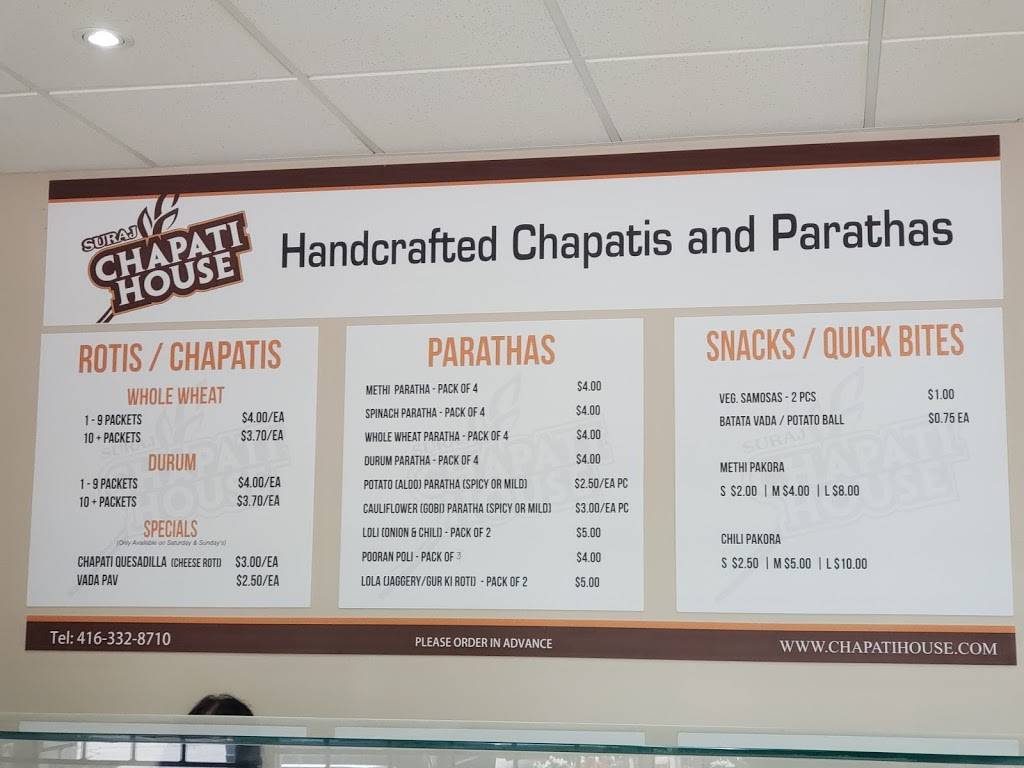 SURAJ
CHAPATI
HOUSE
Handcrafted Chapatis and Parathas
ROTIS / CHAPATIS
WHOLE WHEAT
1 - 9 PACKETS $4.00/EA
10 + PACKETS $3.70/EA
DURUM
1 - 9 PACKETS $4.00/EA
10 + PACKETS $3.70/EA
SPECIALS
(Only Available on Saturday & Sunday's)
CHAPATI QUESADILLA (CHEESE ROTI) $3.00/EA
VADA PAV $2.50/EA
PARATHAS
METHI PARATHA - PACK OF 4 $4.00
SPINACH PARATHA - PACK OF 4 $4.00
WHOLE WHEAT PARATHA - PACK OF 4 $4.00
DURUM PARATHA - PACK OF 4 $4.00
POTATO (ALOO) PARATHA (SPICY OR MILD) $2.50/EA PC
CAULIFLOWER (GOBI) PARATHA (SPICY OR MILD) $3.00/EA PC
LOLI (ONION & CHILI) - PACK OF 2 $5.00
POORAN POLI - PACK OF 3 $4.00
LOLA (JAGGERY/GUR KI ROTI) - PACK OF 2 $5.00
SNACKS / QUICK BITES
VEG. SAMOSAS - 2 PCS $1.00
BATATA VADA / POTATO BALL $0.75 EA
METHI PAKORA
S $2.00 | M $4.00 | L $8.00
CHILI PAKORA
S $2.50 | M $5.00 | L $10.00
Tel: 416-332-8710 PLEASE ORDER IN ADVANCE WWW.CHAPATIHOUSE.COM